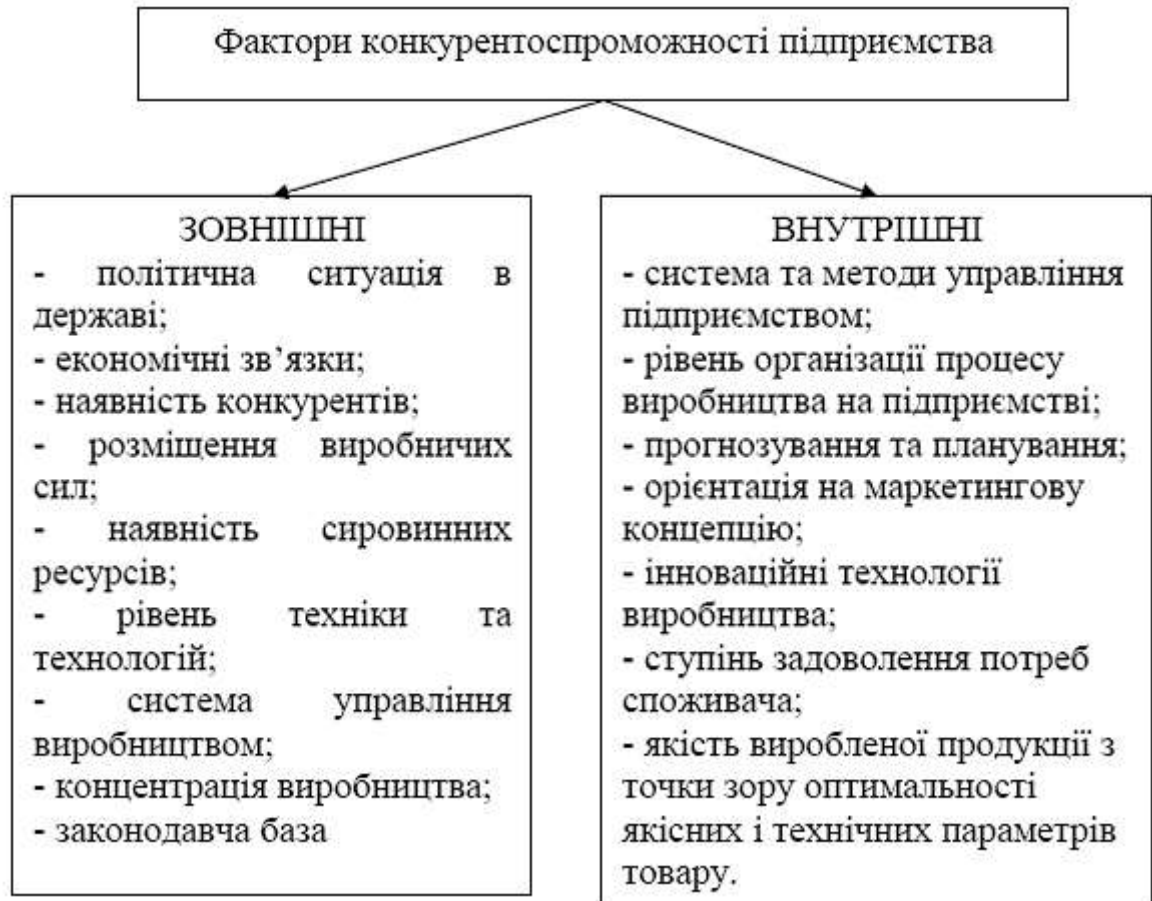 Фактори конкурентоспроможності підприємства
ЗОВНІШНІ
- політична ситуація в
державі;
- економічні зв’язки;
- наявність конкурентів;
- розміщення виробничих
сил;
- наявність сировинних
ресурсів;
- рівень техніки та
технологій;
- система управління
виробництвом;
- концентрація виробництва;
- законодавча база
ВНУТРІШНІ
- система та методи управління
підприємством;
- рівень організації процесу
виробництва на підприємстві;
- прогнозування та планування;
- орієнтація на маркетингову
концепцію;
- інноваційні технології
виробництва;
- ступінь задоволення потреб
споживача;
- якість виробленої продукції з
точки зору оптимальності
якісних і технічних параметрів
товару.